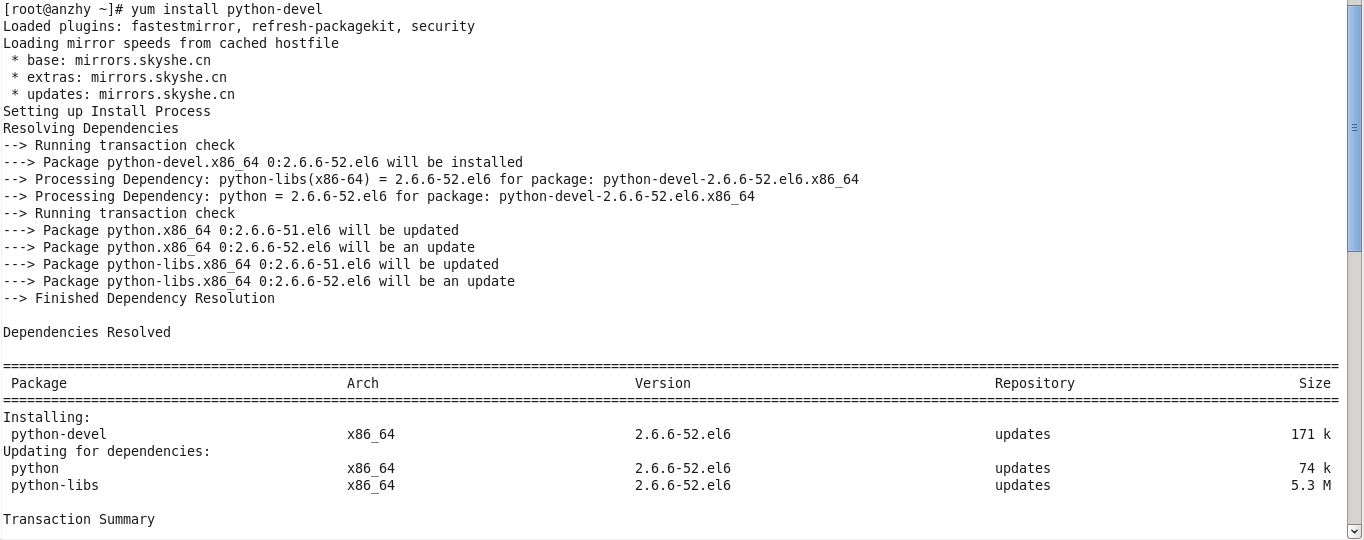 [root@anzhy ~]# yum install python-devel
Loaded plugins: fastestmirror, refresh-packagekit, security
Loading mirror speeds from cached hostfile
 * base: mirrors.skyshe.cn
 * extras: mirrors.skyshe.cn
 * updates: mirrors.skyshe.cn
Setting up Install Process
Resolving Dependencies
--> Running transaction check
---> Package python-devel.x86_64 0:2.6.6-52.el6 will be installed
--> Processing Dependency: python-libs(x86-64) = 2.6.6-52.el6 for package: python-devel-2.6.6-52.el6.x86_64
--> Processing Dependency: python = 2.6.6-52.el6 for package: python-devel-2.6.6-52.el6.x86_64
--> Running transaction check
---> Package python.x86_64 0:2.6.6-51.el6 will be updated
---> Package python.x86_64 0:2.6.6-52.el6 will be an update
---> Package python-libs.x86_64 0:2.6.6-51.el6 will be updated
---> Package python-libs.x86_64 0:2.6.6-52.el6 will be an update
--> Finished Dependency Resolution

Dependencies Resolved

================================================================================
 Package Arch Version Repository Size
================================================================================
Installing:
 python-devel x86_64 2.6.6-52.el6 updates 171 k
Updating for dependencies:
 python x86_64 2.6.6-52.el6 updates 74 k
 python-libs x86_64 2.6.6-52.el6 updates 5.3 M

Transaction Summary